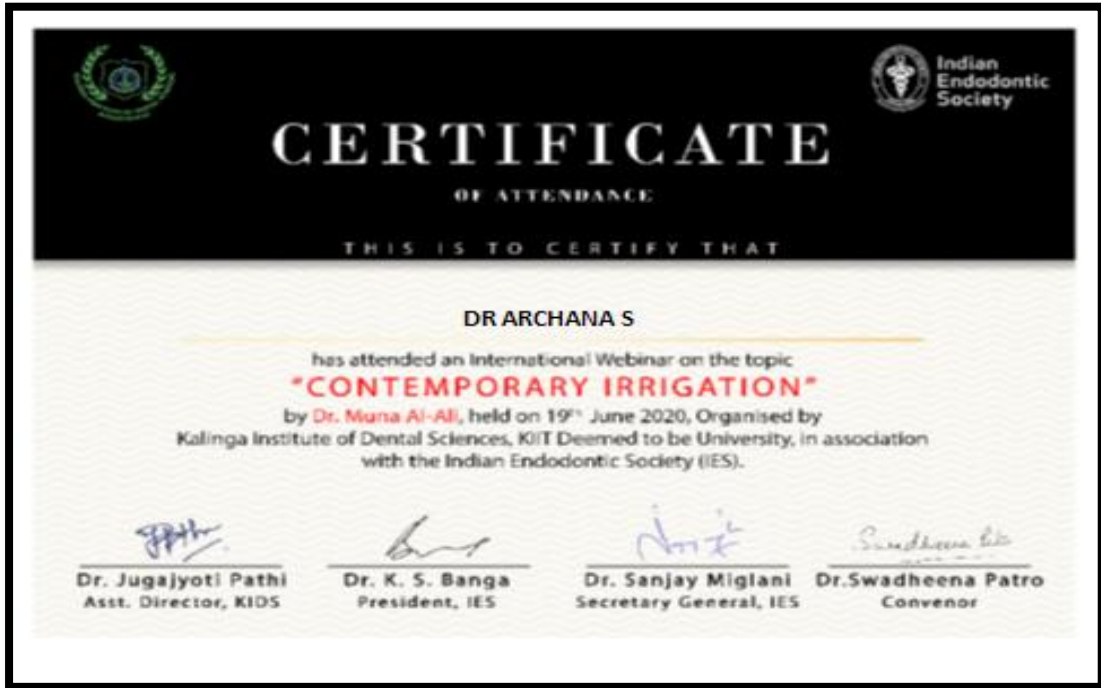 Indian
Endodontic
Society
CERTIFICATE
OF ATTENDANCE
THIS IS TO CERTIFY THAT
DR ARCHANA S
has attended an International Webinar on the topic
"CONTEMPORARY IRRIGATION"
by Dr. Muna Al-Ali, held on 19th June 2020, Organised by
Kalinga Institute of Dental Sciences, KIIT Deemed to be University, in association
with the Indian Endodontic Society (IES).
Dr. Jugajyoti Pathi
Asst. Director, KIDS
Dr. K. S. Banga
President, IES
Dr. Sanjay Miglani
Secretary General, IES
Dr.Swadheena Patro
Convenor